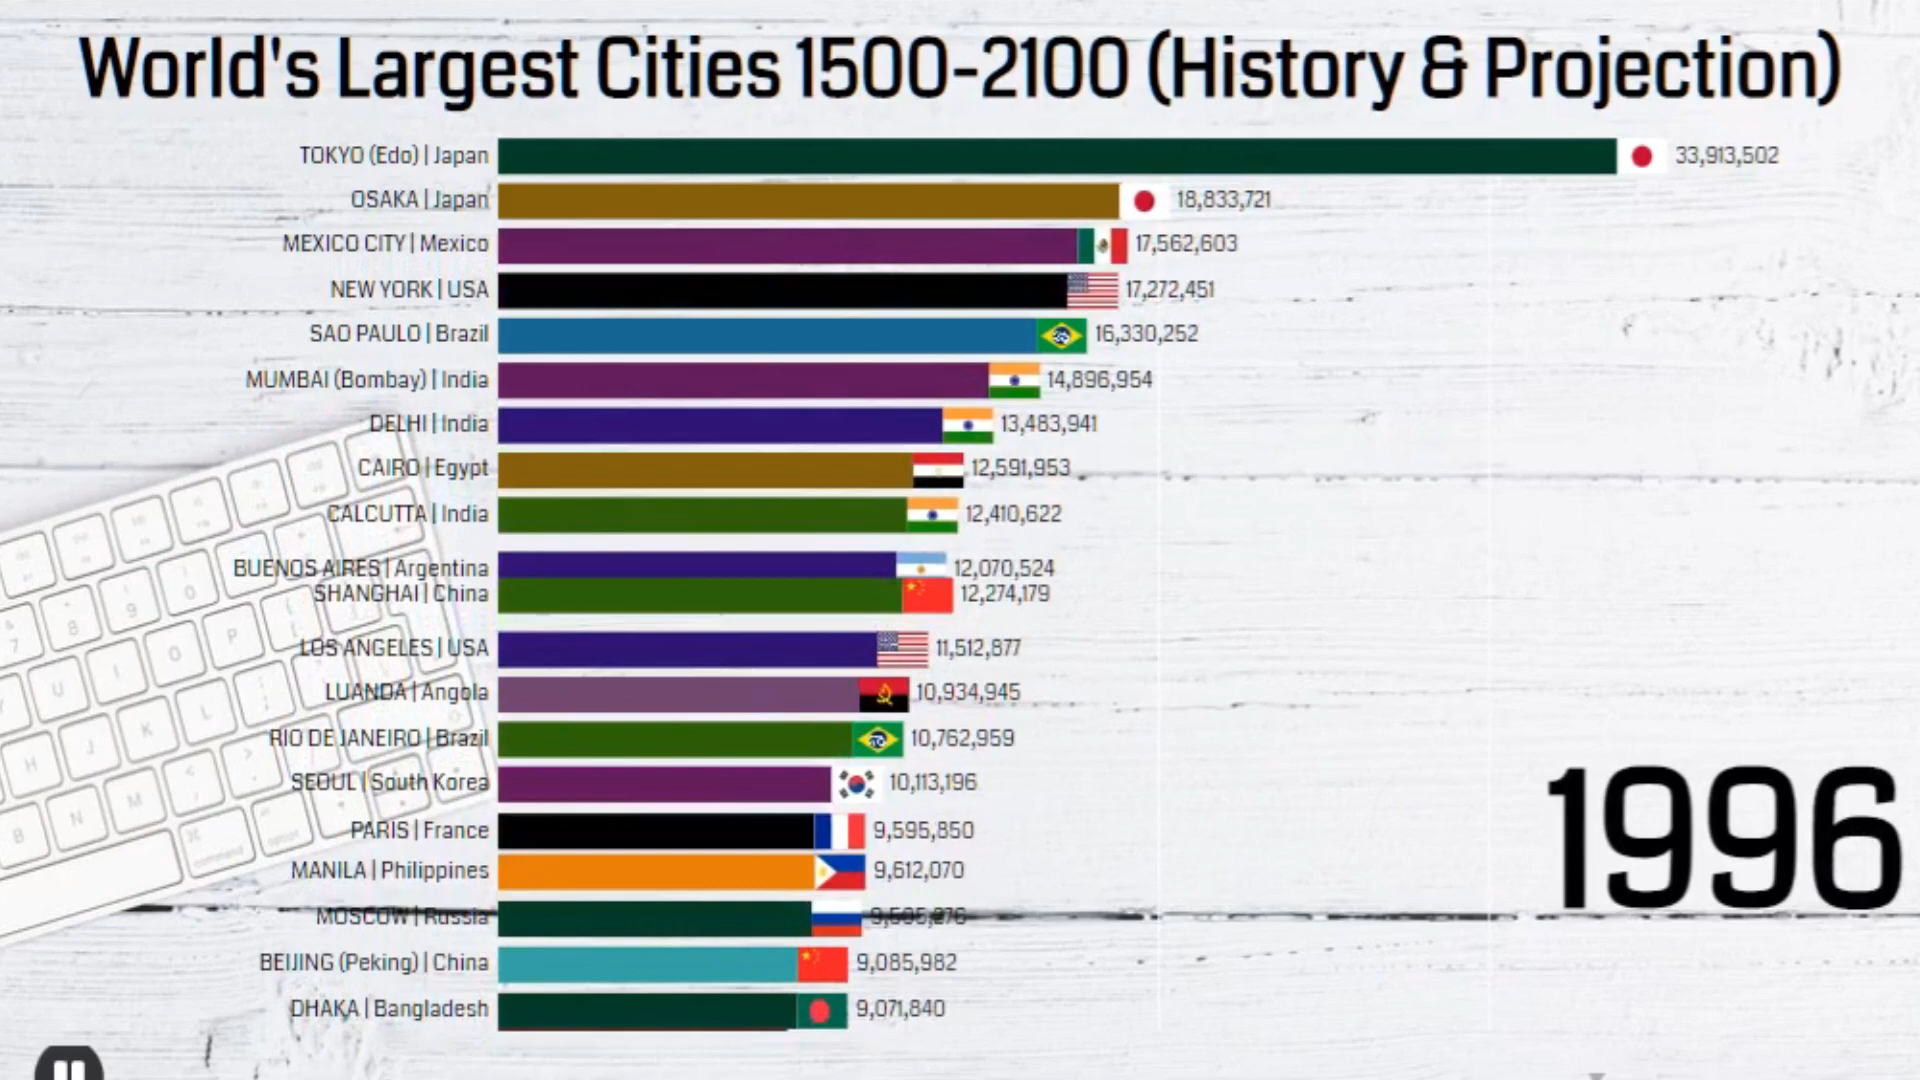 World's Largest Cities 1500-2100 (History & Projection)
TOKYO (Edo) | Japan 33,913,502
OSAKA | Japan 18,833,721
MEXICO CITY | Mexico 17,562,603
NEW YORK | USA 17,272,451
SAO PAULO | Brazil 16,330,252
MUMBAI (Bombay) | India 14,896,954
DELHI | India 13,483,941
CAIRO | Egypt 12,591,953
CALCUTTA | India 12,410,622
BUENOS AIRES | Argentina 12,070,524
SHANGHAI | China 12,274,179
LOS ANGELES | USA 11,512,877
LUANDA | Angola 10,934,945
RIO DE JANEIRO | Brazil 10,762,959
SEOUL | South Korea 10,113,196
PARIS | France 9,595,850
MANILA | Philippines 9,612,070
MOSCOW | Russia
BEIJING (Peking) | China 9,085,982
DHAKA | Bangladesh 9,071,840
1996